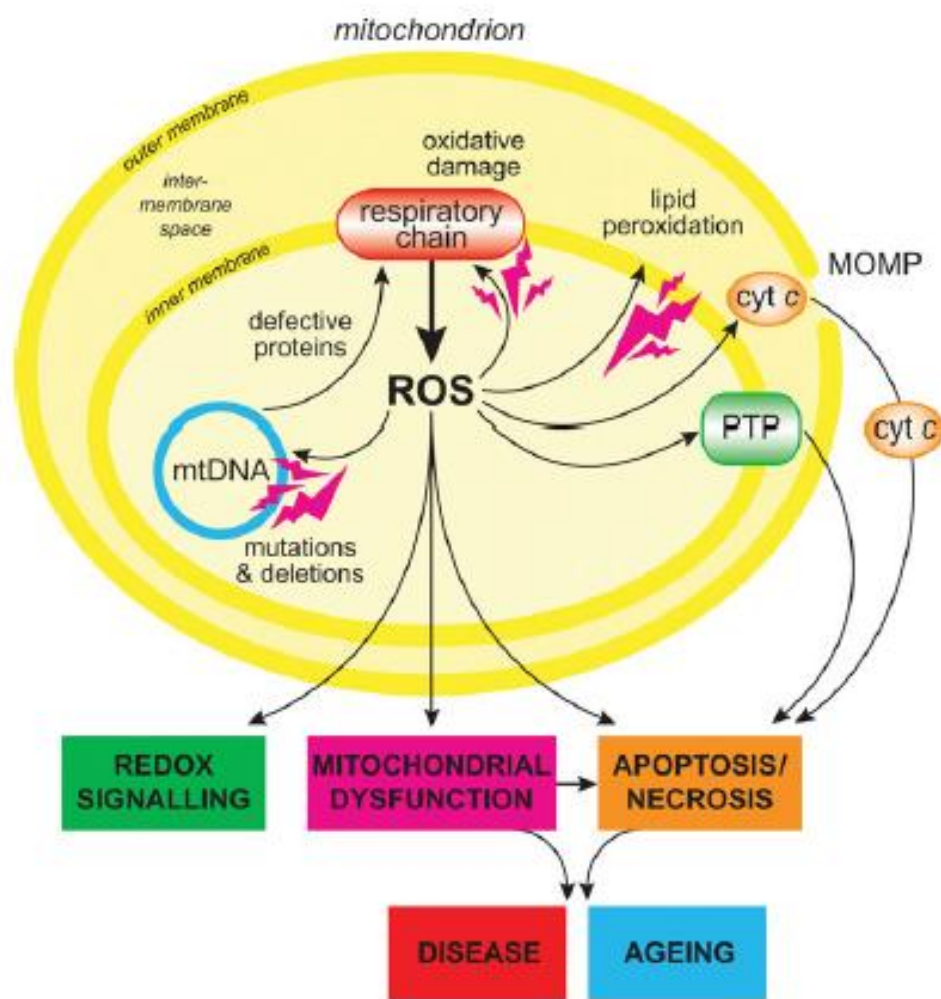 mitochondrion
outer membrane
inter-
membrane
space
inner membrane
oxidative
damage
respiratory
chain
lipid
peroxidation
MOMP
cyt c
defective
proteins
ROS
PTP
cyt c
mtDNA
mutations
& deletions
REDOX
SIGNALLING
MITOCHONDRIAL
DYSFUNCTION
APOPTOSIS/
NECROSIS
DISEASE
AGEING